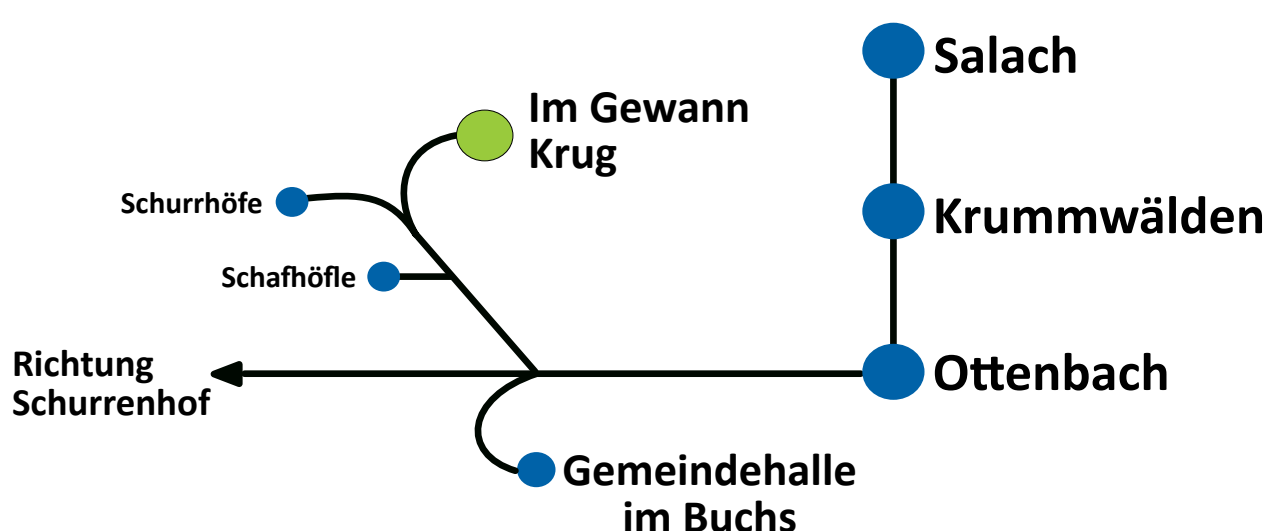 Salach
Im Gewann
Krug
Schurrhöfe
Krummwälden
Schafhöfle
Richtung
Schurrenhof
Ottenbach
Gemeindehalle
im Buchs